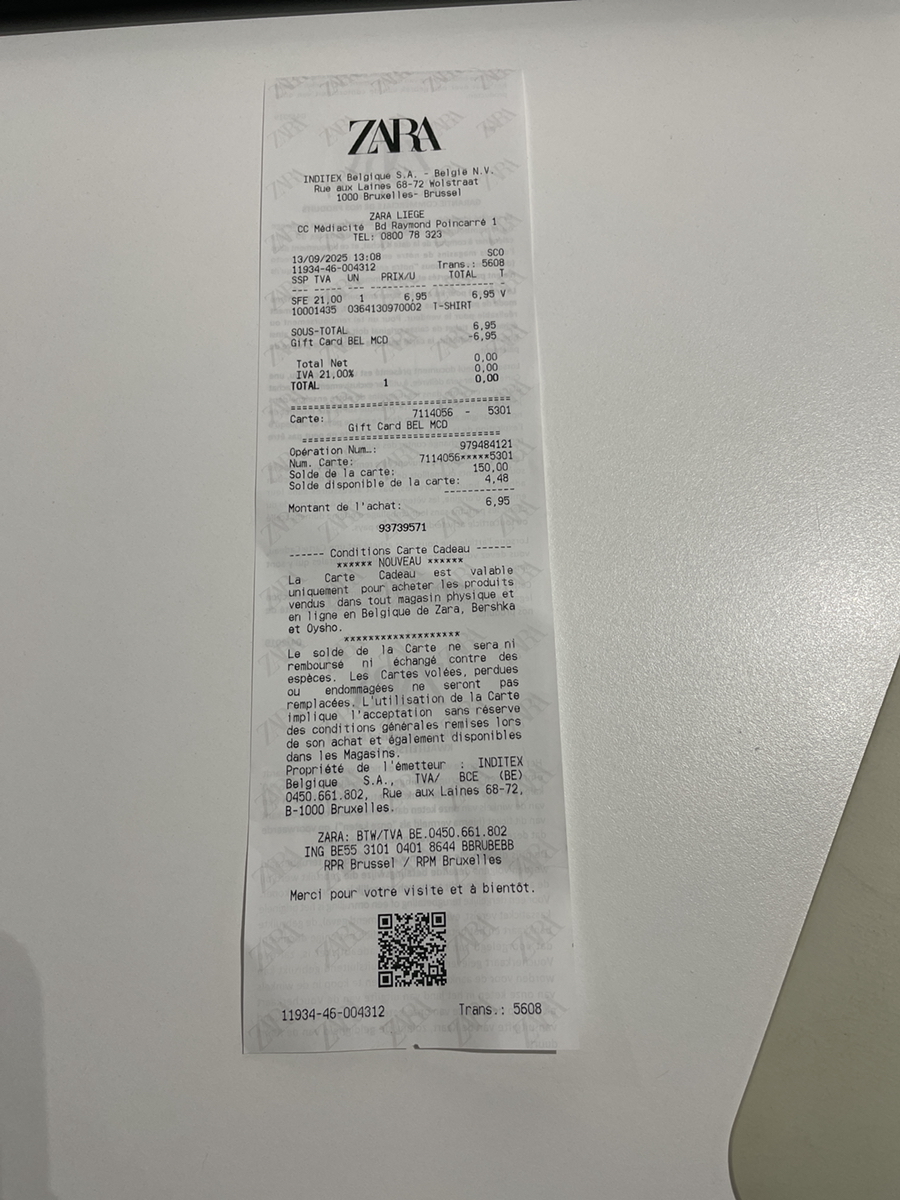 ZARA
INDITEX Belgique S.A. - België N.V.
Rue aux Laines 68-72 Wolstraat
1000 Bruxelles- Brussel
ZARA LIEGE
CC Médiacité Bd Raymond Poincarré 1
TEL: 0800 78 323
13/09/2025 13:08 SCO
11934-46-004312 Trans.: 5608
SSP TVA UN PRIX/U TOTAL T
--- ----- --- ---------- ----------- -
SFE 21,00 1 6,95 6,95 V
10001435 0364130970002 T-SHIRT
SOUS-TOTAL 6,95
Gift Card BEL MCD -6,95
Total Net 0,00
IVA 21,00% 0,00
TOTAL 1 0,00
======================================
Carte: 7114056 - 5301
Gift Card BEL MCD
==================================
Opération Num.: 979484121
Num. Carte: 7114056*****5301
Solde de la carte: 150,00
Solde disponible de la carte: 4,48
------------
Montant de l'achat: 6,95
93739571
------ Conditions Carte Cadeau ------
****** NOUVEAU ******
La Carte Cadeau est valable
uniquement pour acheter les produits
vendus dans tout magasin physique et
en ligne en Belgique de Zara, Bershka
et Oysho.
********************
Le solde de la Carte ne sera ni
remboursé ni échangé contre des
espèces. Les Cartes volées, perdues
ou endommagées ne seront pas
remplacées. L'utilisation de la Carte
implique l'acceptation sans réserve
des conditions générales remises lors
de son achat et également disponibles
dans les Magasins.
Propriété de l'émetteur : INDITEX
Belgique S.A., TVA/ BCE (BE)
0450.661.802, Rue aux Laines 68-72,
B-1000 Bruxelles.
ZARA: BTW/TVA BE.0450.661.802
ING BE55 3101 0401 8644 BBRUBEBB
RPR Brussel / RPM Bruxelles
Merci pour votre visite et à bientôt.
11934-46-004312 Trans.: 5608